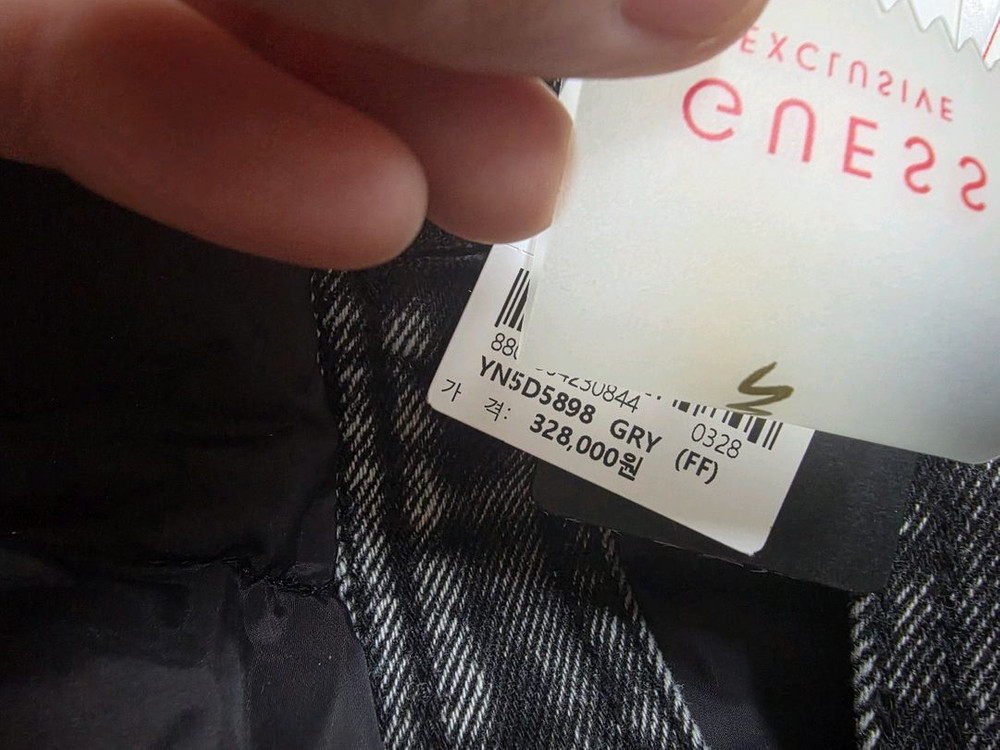 EXCLUSIVE
GUESS
YN5D5898 GRY (FF)
0328
가 격: 328,000원